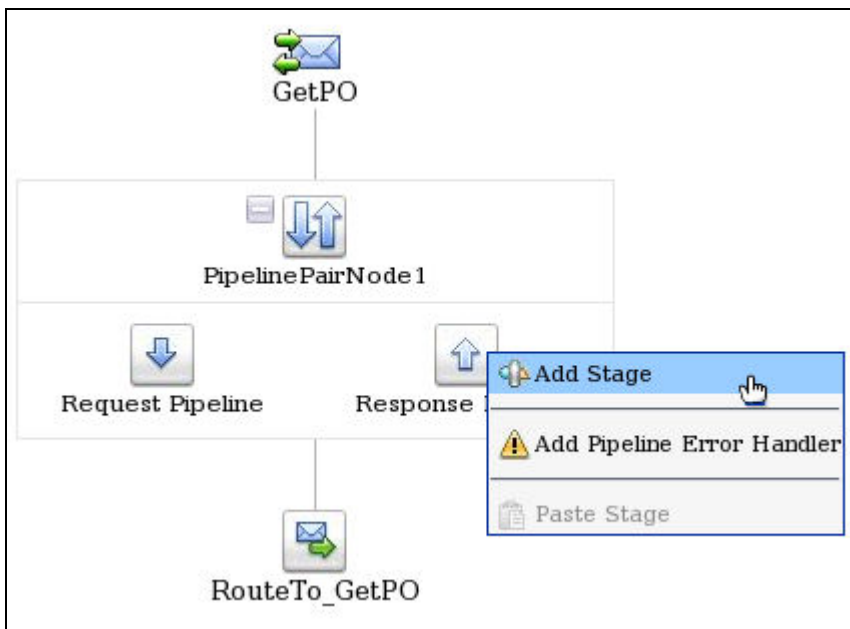 GetPO
PipelinePairNode1
Request Pipeline
Response
Add Stage
Add Pipeline Error Handler
Paste Stage
RouteTo_GetPO